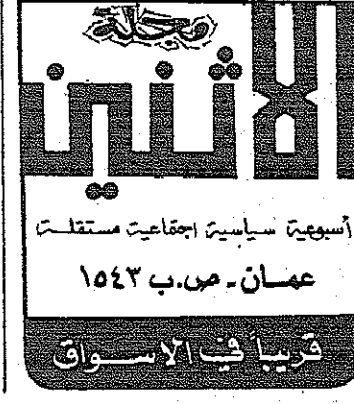 مجلة
الاثنين
أسبوعية سياسية اجتماعية مستقلة
عمان - ص.ب ١٥٤٣
قريباً في الاسواق